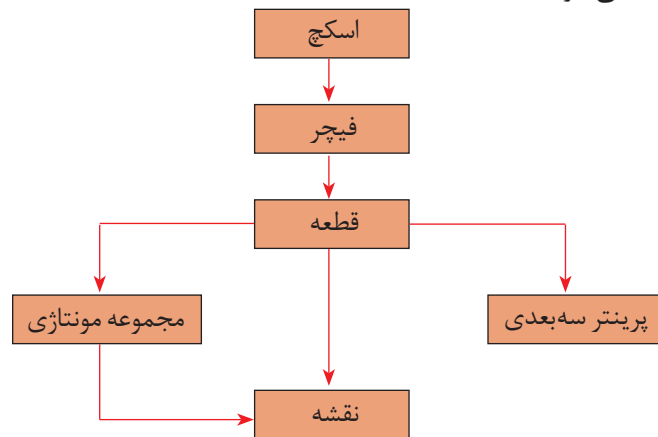 اسکچ
فیچر
قطعه
پرینتر سه‌بعدی
مجموعه مونتاژی
نقشه